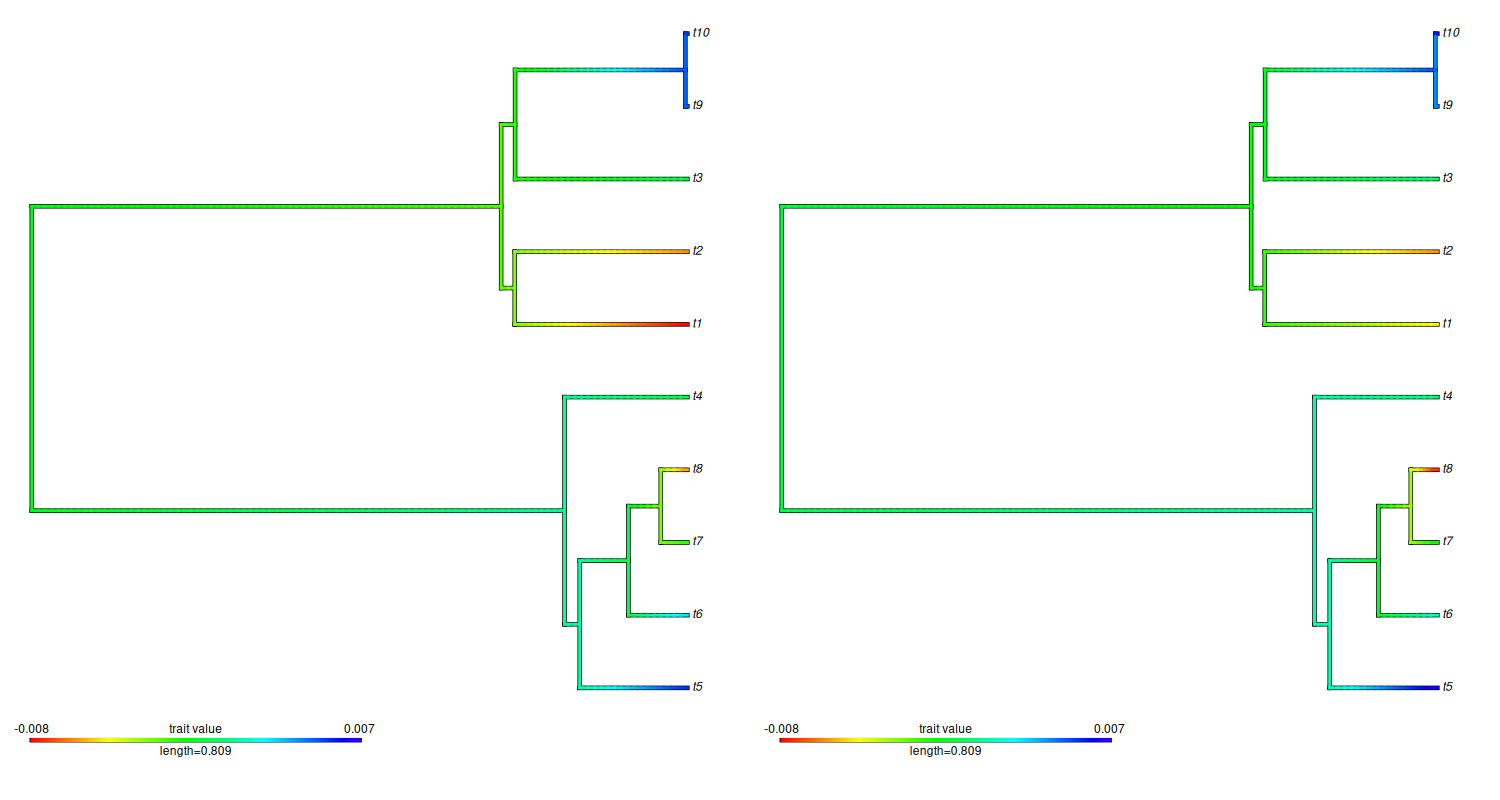 t10
t9
t3
t2
t1
t4
t8
t7
t6
t5
-0.008 trait value 0.007
length=0.809
t10
t9
t3
t2
t1
t4
t8
t7
t6
t5
-0.008 trait value 0.007
length=0.809